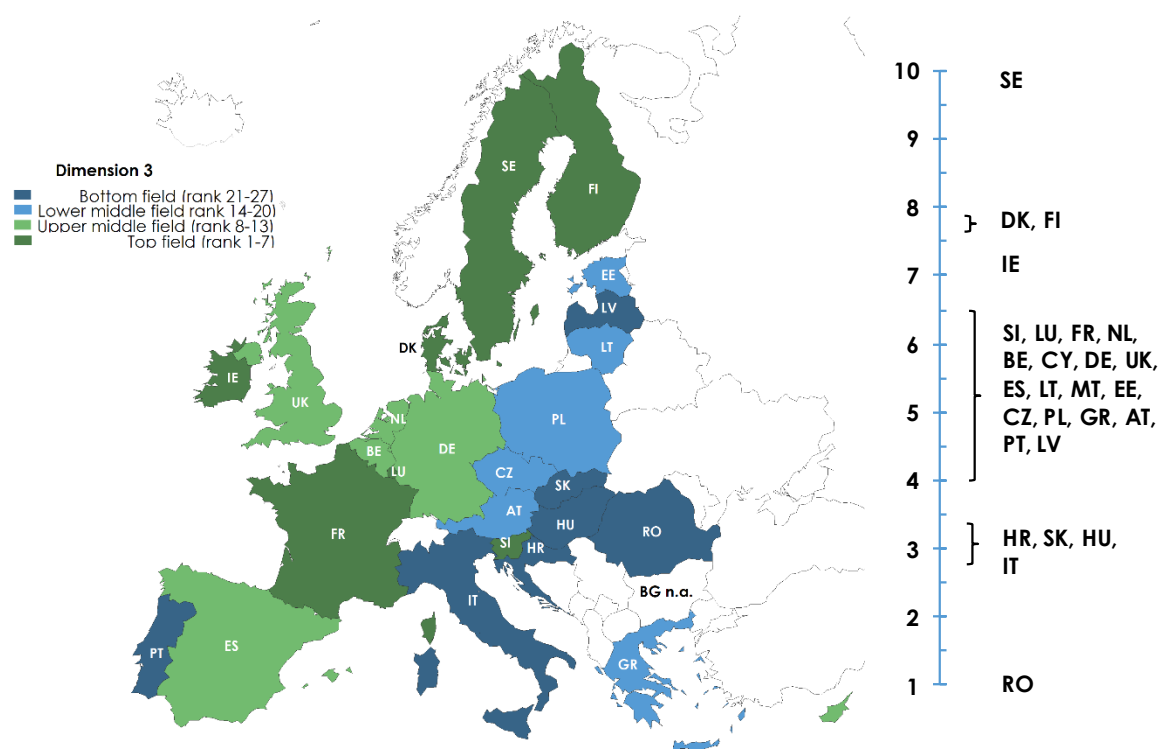 Dimension 3
Bottom field (rank 21-27)
Lower middle field rank 14-20)
Upper middle field (rank 8-13)
Top field (rank 1-7)
SE
FI
EE
LV
LT
DK
IE
UK
NL
BE
LU
DE
PL
CZ
SK
AT
HU
RO
FR
SI
HR
IT
BG n.a.
PT
ES
GR
10
9
8
7
6
5
4
3
2
1
SE
DK, FI
IE
SI, LU, FR, NL,
BE, CY, DE, UK,
ES, LT, MT, EE,
CZ, PL, GR, AT,
PT, LV
HR, SK, HU,
IT
RO